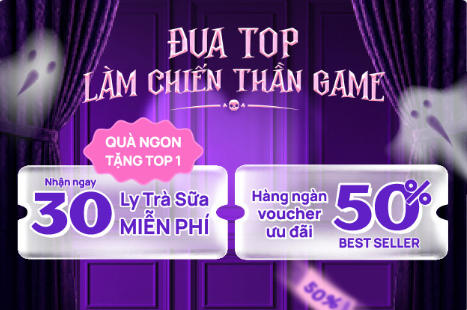 ĐUA TOP
LÀM CHIẾN THẦN GAME
QUÀ NGON
TẶNG TOP 1
Nhận ngay
30
Ly Trà Sữa
MIỄN PHÍ
Hàng ngàn
voucher
ưu đãi
50%
BEST SELLER
50%